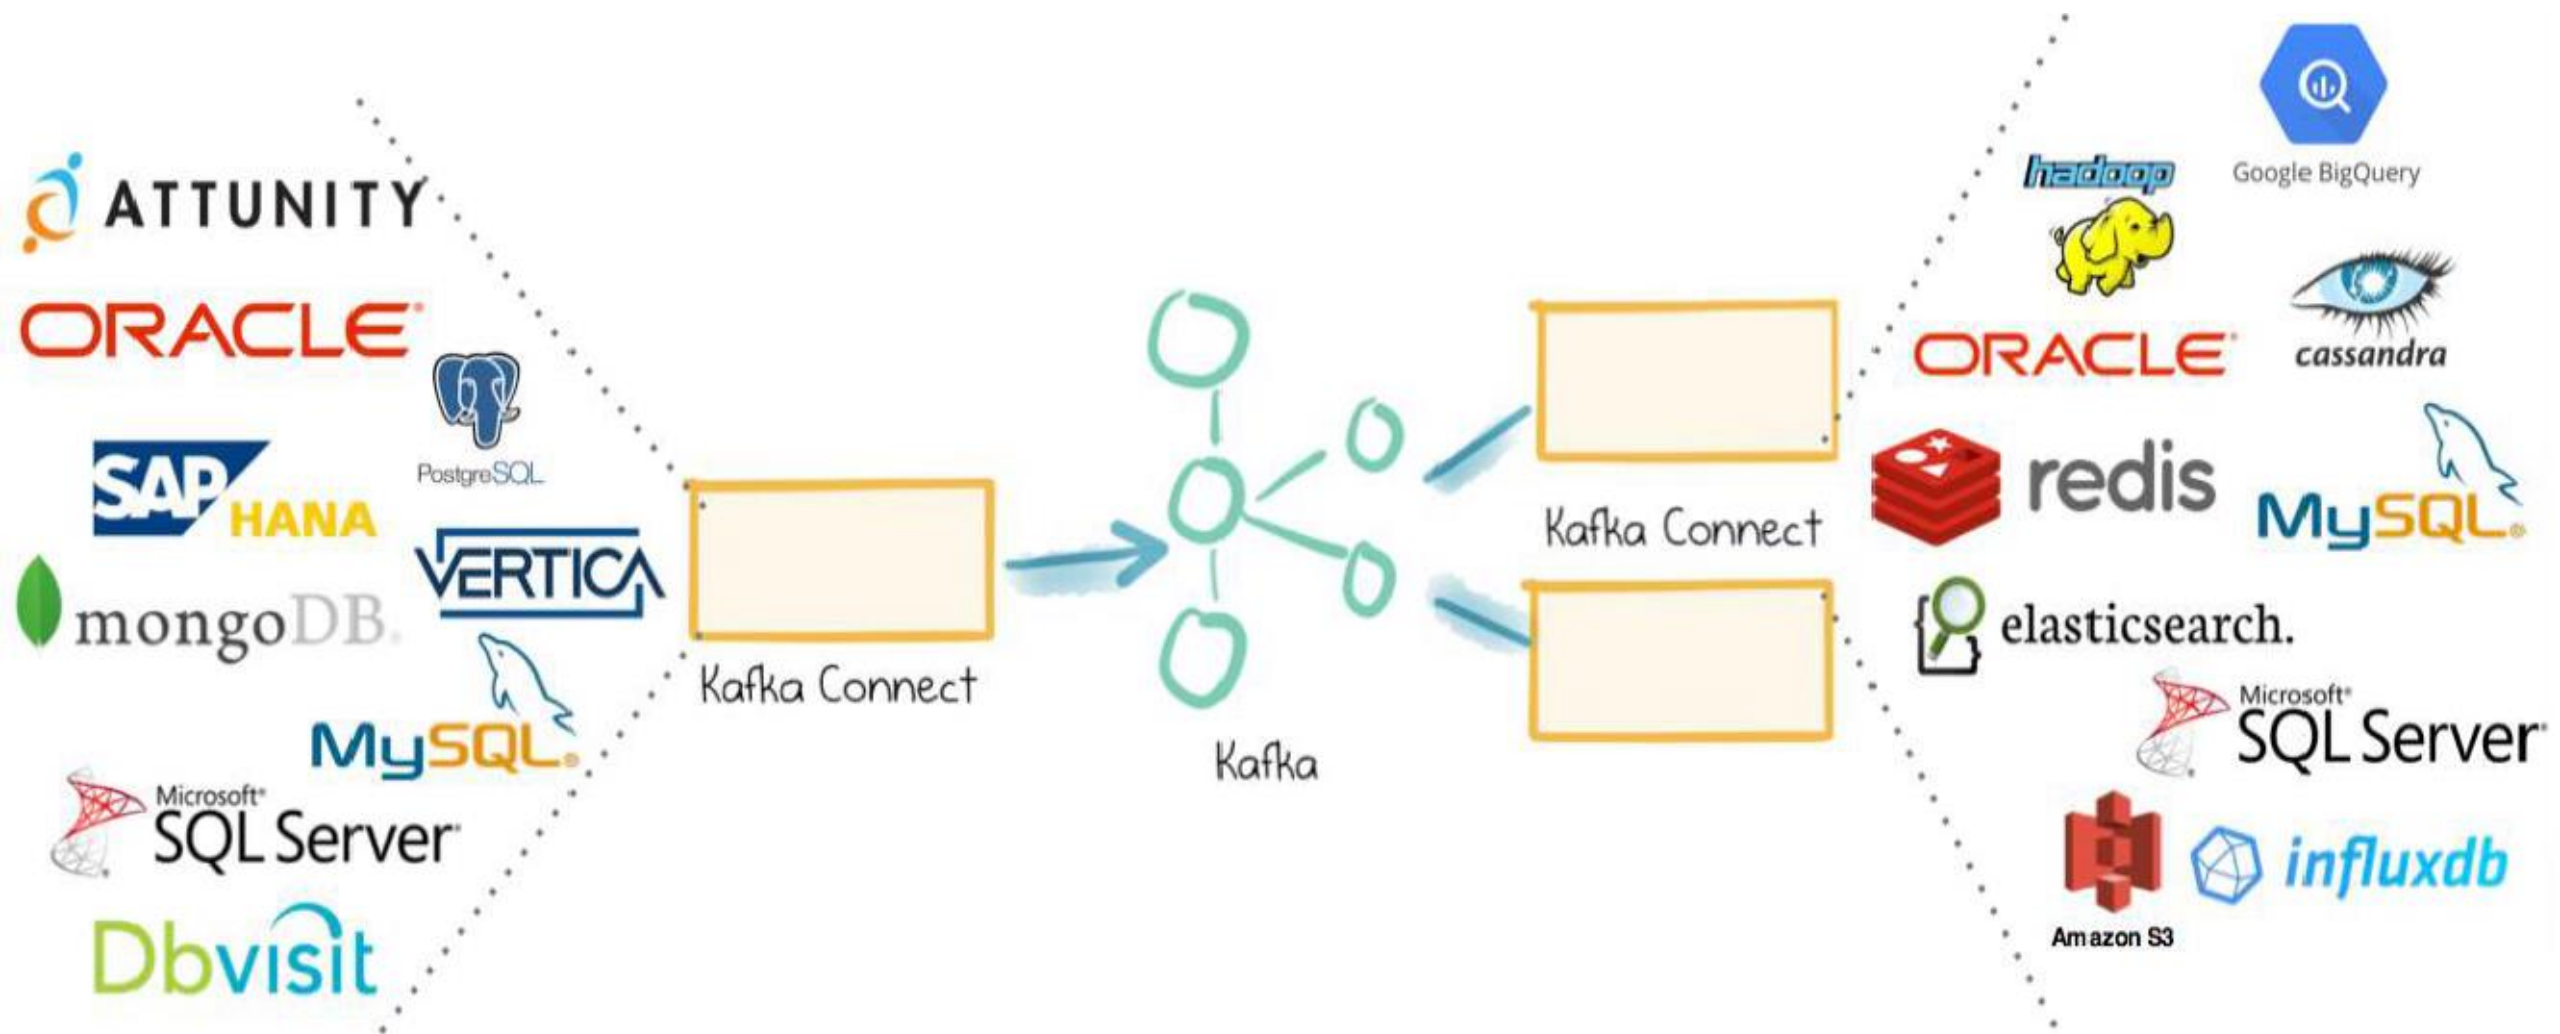 ATTUNITY
ORACLE®
PostgreSQL
SAP HANA
VERTICA
mongoDB.
MySQL®
Microsoft®
SQL Server
Dbvisit
Kafka Connect
Kafka
Kafka Connect
Google BigQuery
hadoop
cassandra
ORACLE®
redis
MySQL®
elasticsearch.
Microsoft®
SQL Server
Amazon S3
influxdb